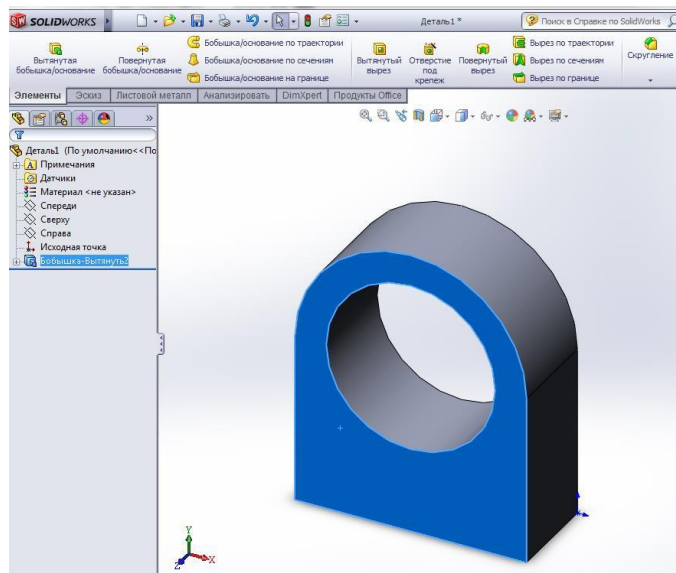 SOLIDWORKS
Деталь1 *
Поиск в Справке по SolidWorks
Вытянутая
бобышка/основание
Повернутая
бобышка/основание
Бобышка/основание по траектории
Бобышка/основание по сечениям
Бобышка/основание на границе
Вытянутый
вырез
Отверстие
под
крепеж
Повернутый
вырез
Вырез по траектории
Вырез по сечениям
Вырез по границе
Скругление
Элементы
Эскиз
Листовой металл
Анализировать
DimXpert
Продукты Office
»
Деталь1 (По умолчанию<<По
A Примечания
Датчики
Материал <не указан>
Спереди
Сверху
Справа
Исходная точка
Бобышка-Вытянуть2
Y
X
Z